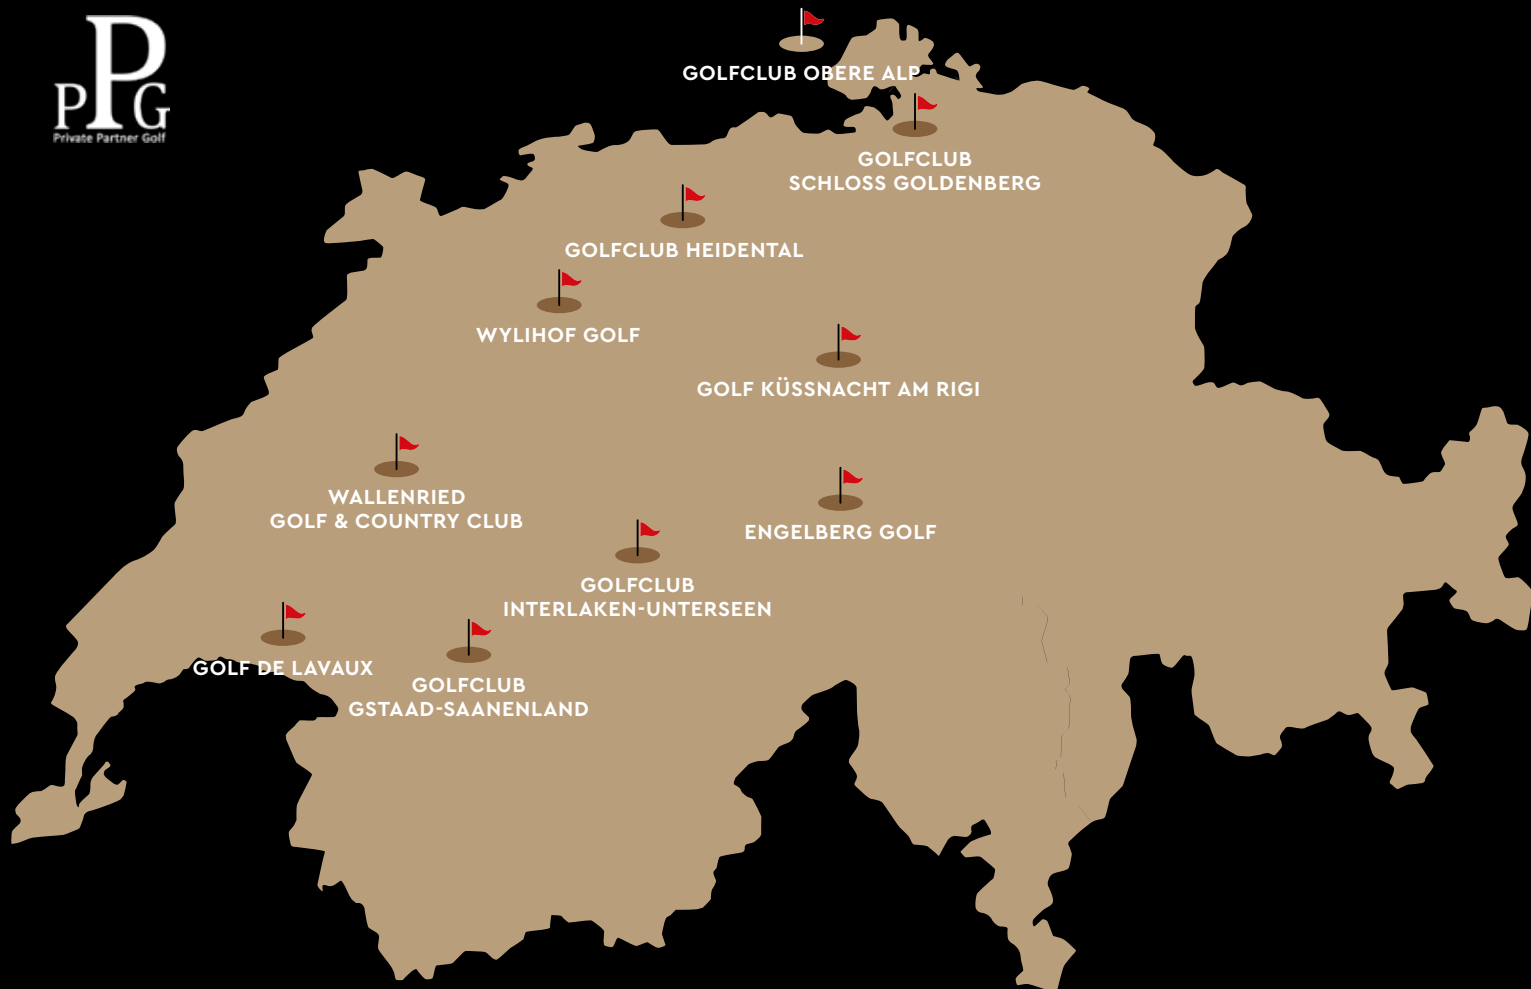 P
P G
Private Partner Golf
GOLFCLUB OBERE ALP
GOLFCLUB
SCHLOSS GOLDENBERG
GOLFCLUB HEIDENTAL
WYLIHOF GOLF
GOLF KÜSSNACHT AM RIGI
WALLENRIED
GOLF & COUNTRY CLUB
ENGELBERG GOLF
GOLFCLUB
INTERLAKEN-UNTERSEEN
GOLF DE LAVAUX
GOLFCLUB
GSTAAD-SAANENLAND